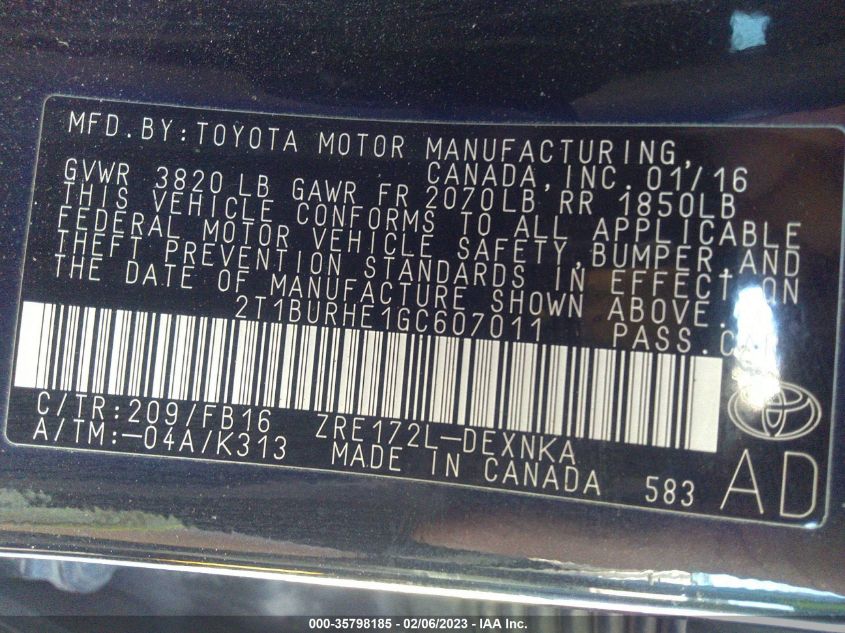 MFD.BY:TOYOTA MOTOR MANUFACTURING,
CANADA,INC. 01/16
GVWR 3820 LB GAWR FR 2070LB RR 1850LB
THIS VEHICLE CONFORMS TO ALL APPLICABLE
FEDERAL MOTOR VEHICLE SAFETY,BUMPER,AND
THEFT PREVENTION STANDARDS IN EFFECT ON
THE DATE OF MANUFACTURE SHOWN ABOVE.
2T1BURHE1GC607011 PASS.CAR
C/TR:209/FB16 ZRE172L-DEXNKA
A/TM:-04A/K313 MADE IN CANADA 583 AD
000-35798185 - 02/06/2023 - IAA Inc.